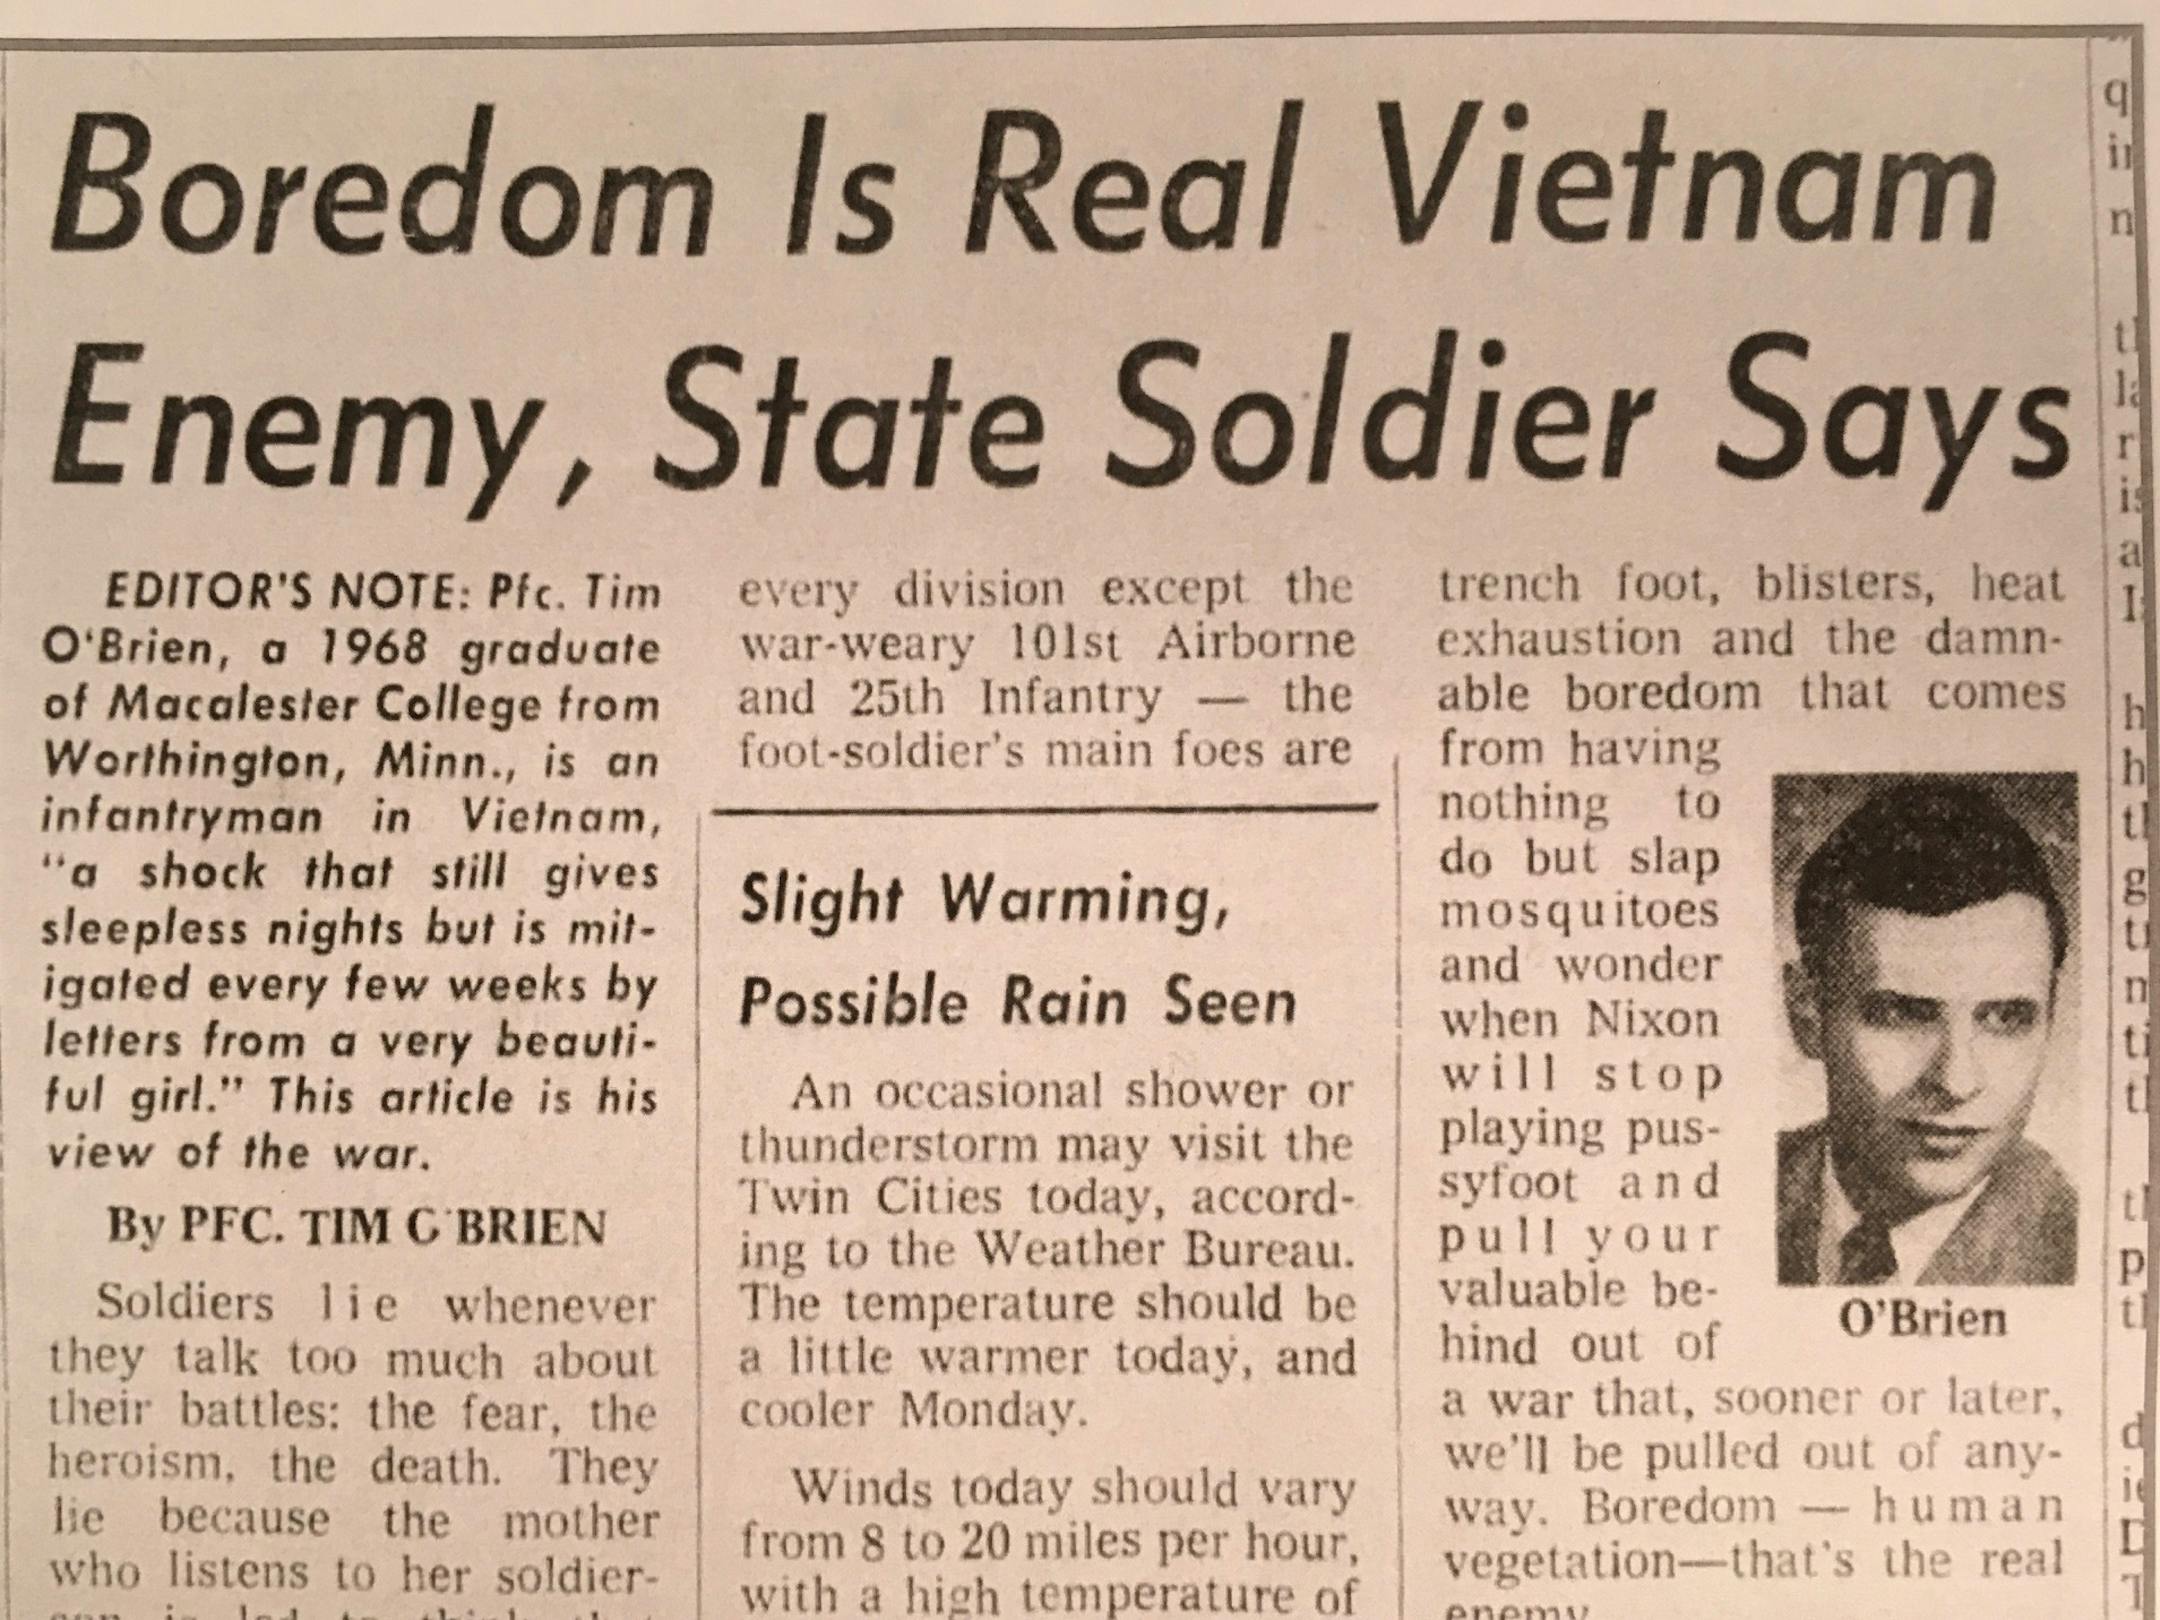 Boredom Is Real Vietnam
Enemy, State Soldier Says
EDITOR'S NOTE: Pfc. Tim
O'Brien, a 1968 graduate
of Macalester College from
Worthington, Minn., is an
infantryman in Vietnam,
"a shock that still gives
sleepless nights but is mit-
igated every few weeks by
letters from a very beauti-
ful girl." This article is his
view of the war.
By PFC. TIM O'BRIEN
Soldiers lie whenever
they talk too much about
their battles: the fear, the
heroism, the death. They
lie because the mother
who listens to her soldier-
every division except the
war-weary 101st Airborne
and 25th Infantry — the
foot-soldier's main foes are
Slight Warming,
Possible Rain Seen
An occasional shower or
thunderstorm may visit the
Twin Cities today, accord-
ing to the Weather Bureau.
The temperature should be
a little warmer today, and
cooler Monday.
Winds today should vary
from 8 to 20 miles per hour,
with a high temperature of
trench foot, blisters, heat
exhaustion and the damn-
able boredom that comes
from having
nothing to
do but slap
mosquitoes
and wonder
when Nixon
will stop
playing pus-
syfoot and
pull your
valuable be-
hind out of
a war that, sooner or later,
we'll be pulled out of any-
way. Boredom — human
vegetation—that's the real
enemy
O'Brien